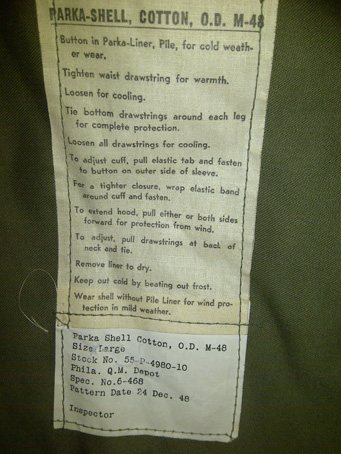 PARKA-SHELL, COTTON, O.D. M-48
Button in Parka-Liner, Pile, for cold weath-
er wear.
Tighten waist drawstring for warmth.
Loosen for cooling.
Tie bottom drawstrings around each leg
for complete protection.
Loosen all drawstrings for cooling.
To adjust cuff, pull elastic tab and fasten
to button on outer side of sleeve.
For a tighter closure, wrap elastic band
around cuff and fasten.
To extend hood, pull either or both sides
forward for protection from wind.
To adjust, pull drawstrings at back of
neck and tie.
Remove liner to dry.
Keep out cold by beating out frost.
Wear shell without Pile Liner for wind pro-
tection in mild weather.
Parka Shell Cotton, O.D. M-48
Size Large
Stock No. 55-P-4980-10
Phila. Q.M. Depot
Spec. No.6-468
Pattern Date 24 Dec. 48
Inspector